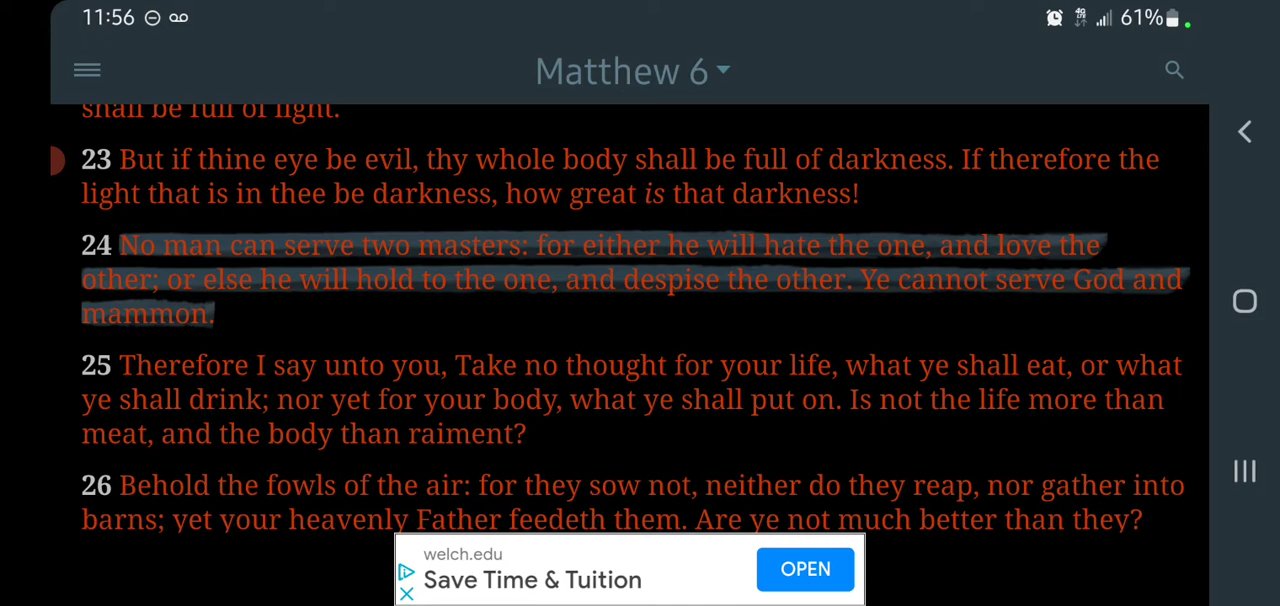 11:56
61%
Matthew 6
shall be full of light.
23 But if thine eye be evil, thy whole body shall be full of darkness. If therefore the
light that is in thee be darkness, how great is that darkness!
24 No man can serve two masters: for either he will hate the one, and love the
other; or else he will hold to the one, and despise the other. Ye cannot serve God and
mammon.
25 Therefore I say unto you, Take no thought for your life, what ye shall eat, or what
ye shall drink; nor yet for your body, what ye shall put on. Is not the life more than
meat, and the body than raiment?
26 Behold the fowls of the air: for they sow not, neither do they reap, nor gather into
barns; yet your heavenly Father feedeth them. Are ye not much better than they?
welch.edu
Save Time & Tuition
OPEN